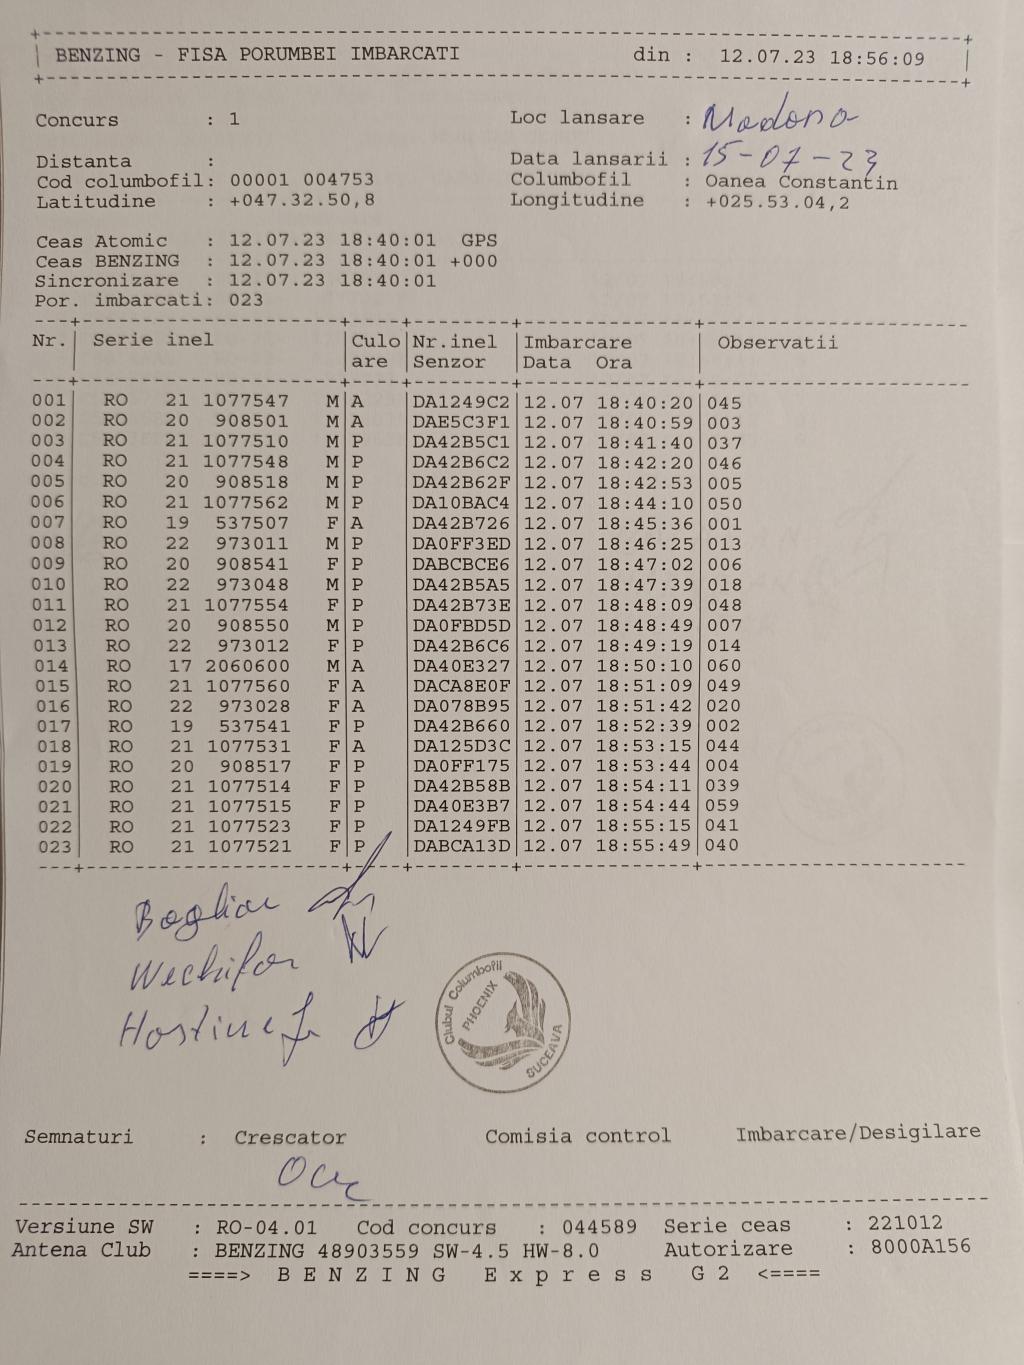 BENZING - FISA PORUMBEI IMBARCATI din : 12.07.23 18:56:09
Concurs : 1 Loc lansare : Madona
Distanta : Data lansarii : 15-07-23
Cod columbofil: 00001 004753 Columbofil : Oanea Constantin
Latitudine : +047.32.50,8 Longitudine : +025.53.04,2
Ceas Atomic : 12.07.23 18:40:01 GPS
Ceas BENZING : 12.07.23 18:40:01 +000
Sincronizare : 12.07.23 18:40:01
Por. imbarcati: 023
Nr. Serie inel Culo Nr.inel Imbarcare Observatii
are Senzor Data Ora
001 RO 21 1077547 M A DA1249C2 12.07 18:40:20 045
002 RO 20 908501 M A DAE5C3F1 12.07 18:40:59 003
003 RO 21 1077510 M P DA42B5C1 12.07 18:41:40 037
004 RO 21 1077548 M P DA42B6C2 12.07 18:42:20 046
005 RO 20 908518 M P DA42B62F 12.07 18:42:53 005
006 RO 21 1077562 M P DA10BAC4 12.07 18:44:10 050
007 RO 19 537507 F A DA42B726 12.07 18:45:36 001
008 RO 22 973011 M P DA0FF3ED 12.07 18:46:25 013
009 RO 20 908541 F P DABCBCE6 12.07 18:47:02 006
010 RO 22 973048 M P DA42B5A5 12.07 18:47:39 018
011 RO 21 1077554 F P DA42B73E 12.07 18:48:09 048
012 RO 20 908550 M P DA0FBD5D 12.07 18:48:49 007
013 RO 22 973012 F P DA42B6C6 12.07 18:49:19 014
014 RO 17 2060600 M A DA40E327 12.07 18:50:10 060
015 RO 21 1077560 F A DACA8E0F 12.07 18:51:09 049
016 RO 22 973028 F A DA078B95 12.07 18:51:42 020
017 RO 19 537541 F P DA42B660 12.07 18:52:39 002
018 RO 21 1077531 F A DA125D3C 12.07 18:53:15 044
019 RO 20 908517 F P DA0FF175 12.07 18:53:44 004
020 RO 21 1077514 F P DA42B58B 12.07 18:54:11 039
021 RO 21 1077515 F P DA40E3B7 12.07 18:54:44 059
022 RO 21 1077523 F P DA1249FB 12.07 18:55:15 041
023 RO 21 1077521 F P DABCA13D 12.07 18:55:49 040
Clubul Columbofil
PHOENIX
SUCEAVA
Semnaturi : Crescator Comisia control Imbarcare/Desigilare
Versiune SW : RO-04.01 Cod concurs : 044589 Serie ceas : 221012
Antena Club : BENZING 48903559 SW-4.5 HW-8.0 Autorizare : 8000A156
====> B E N Z I N G E x p r e s s G 2 <====